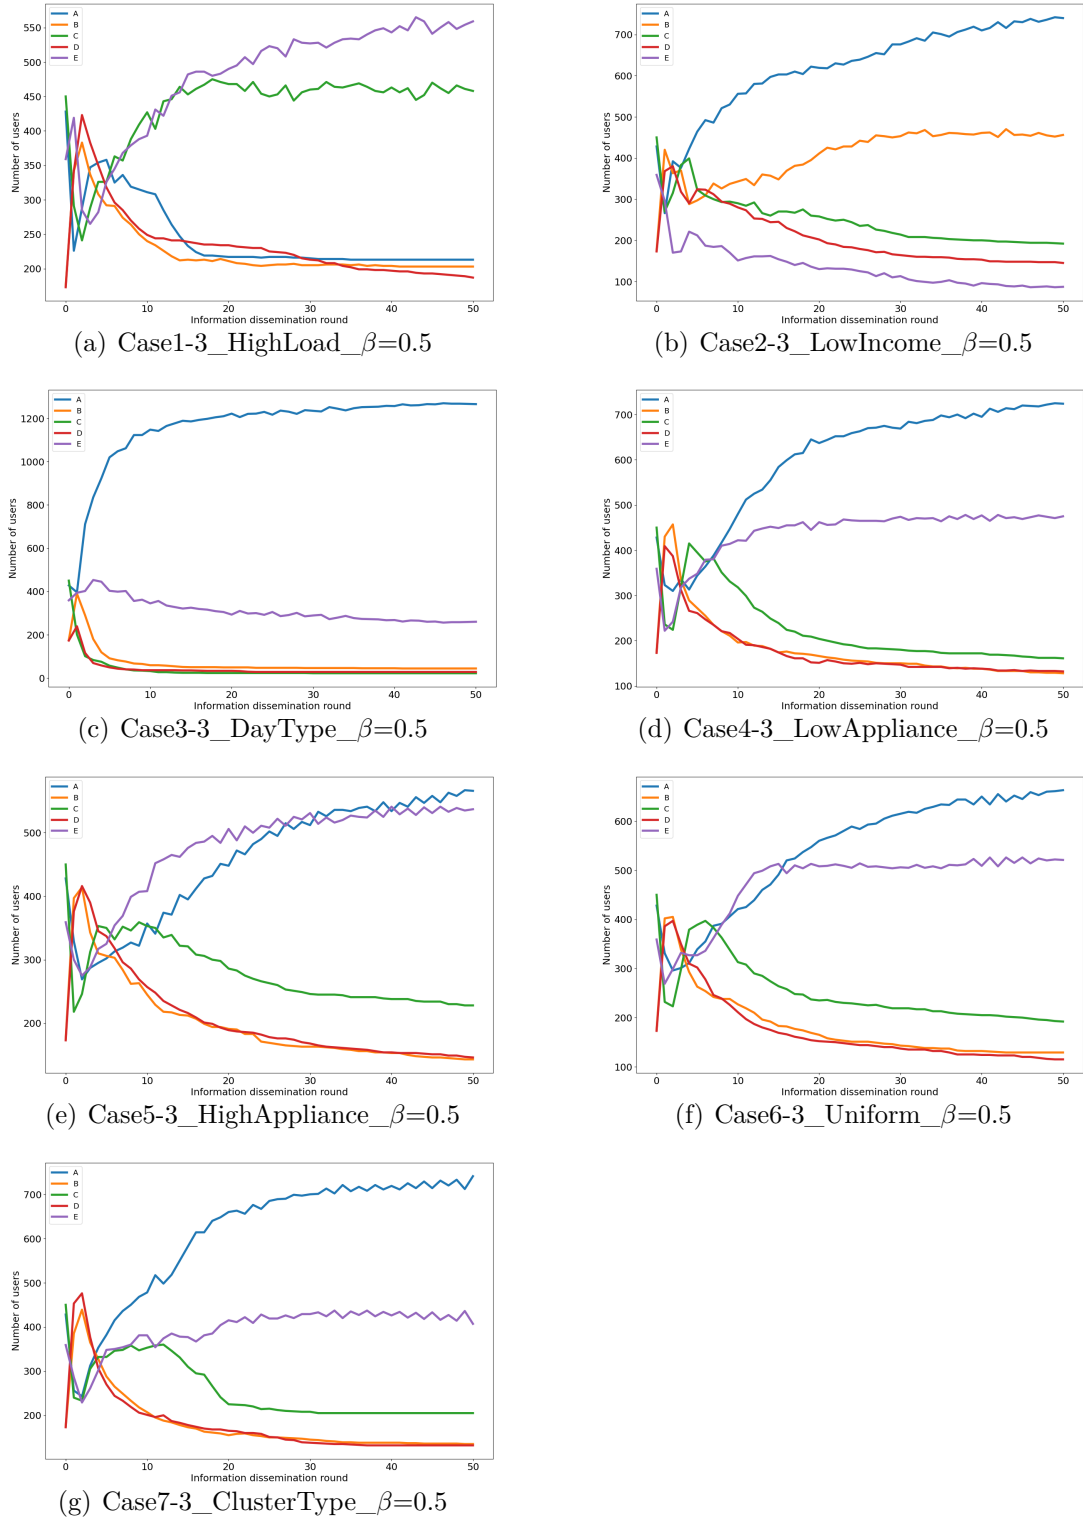 A
B
C
D
E
550
500
450
400
350
300
250
200
Number of users
0 10 20 30 40 50
Information dissemination round
(a) Case1-3_HighLoad_β=0.5
A
B
C
D
E
700
600
500
400
300
200
100
Number of users
0 10 20 30 40 50
Information dissemination round
(b) Case2-3_LowIncome_β=0.5
A
B
C
D
E
1200
1000
800
600
400
200
0
Number of users
0 10 20 30 40 50
Information dissemination round
(c) Case3-3_DayType_β=0.5
A
B
C
D
E
700
600
500
400
300
200
100
Number of users
0 10 20 30 40 50
Information dissemination round
(d) Case4-3_LowAppliance_β=0.5
A
B
C
D
E
500
400
300
200
Number of users
0 10 20 30 40 50
Information dissemination round
(e) Case5-3_HighAppliance_β=0.5
A
B
C
D
E
600
500
400
300
200
100
Number of users
0 10 20 30 40 50
Information dissemination round
(f) Case6-3_Uniform_β=0.5
A
B
C
D
E
700
600
500
400
300
200
Number of users
0 10 20 30 40 50
Information dissemination round
(g) Case7-3_ClusterType_β=0.5